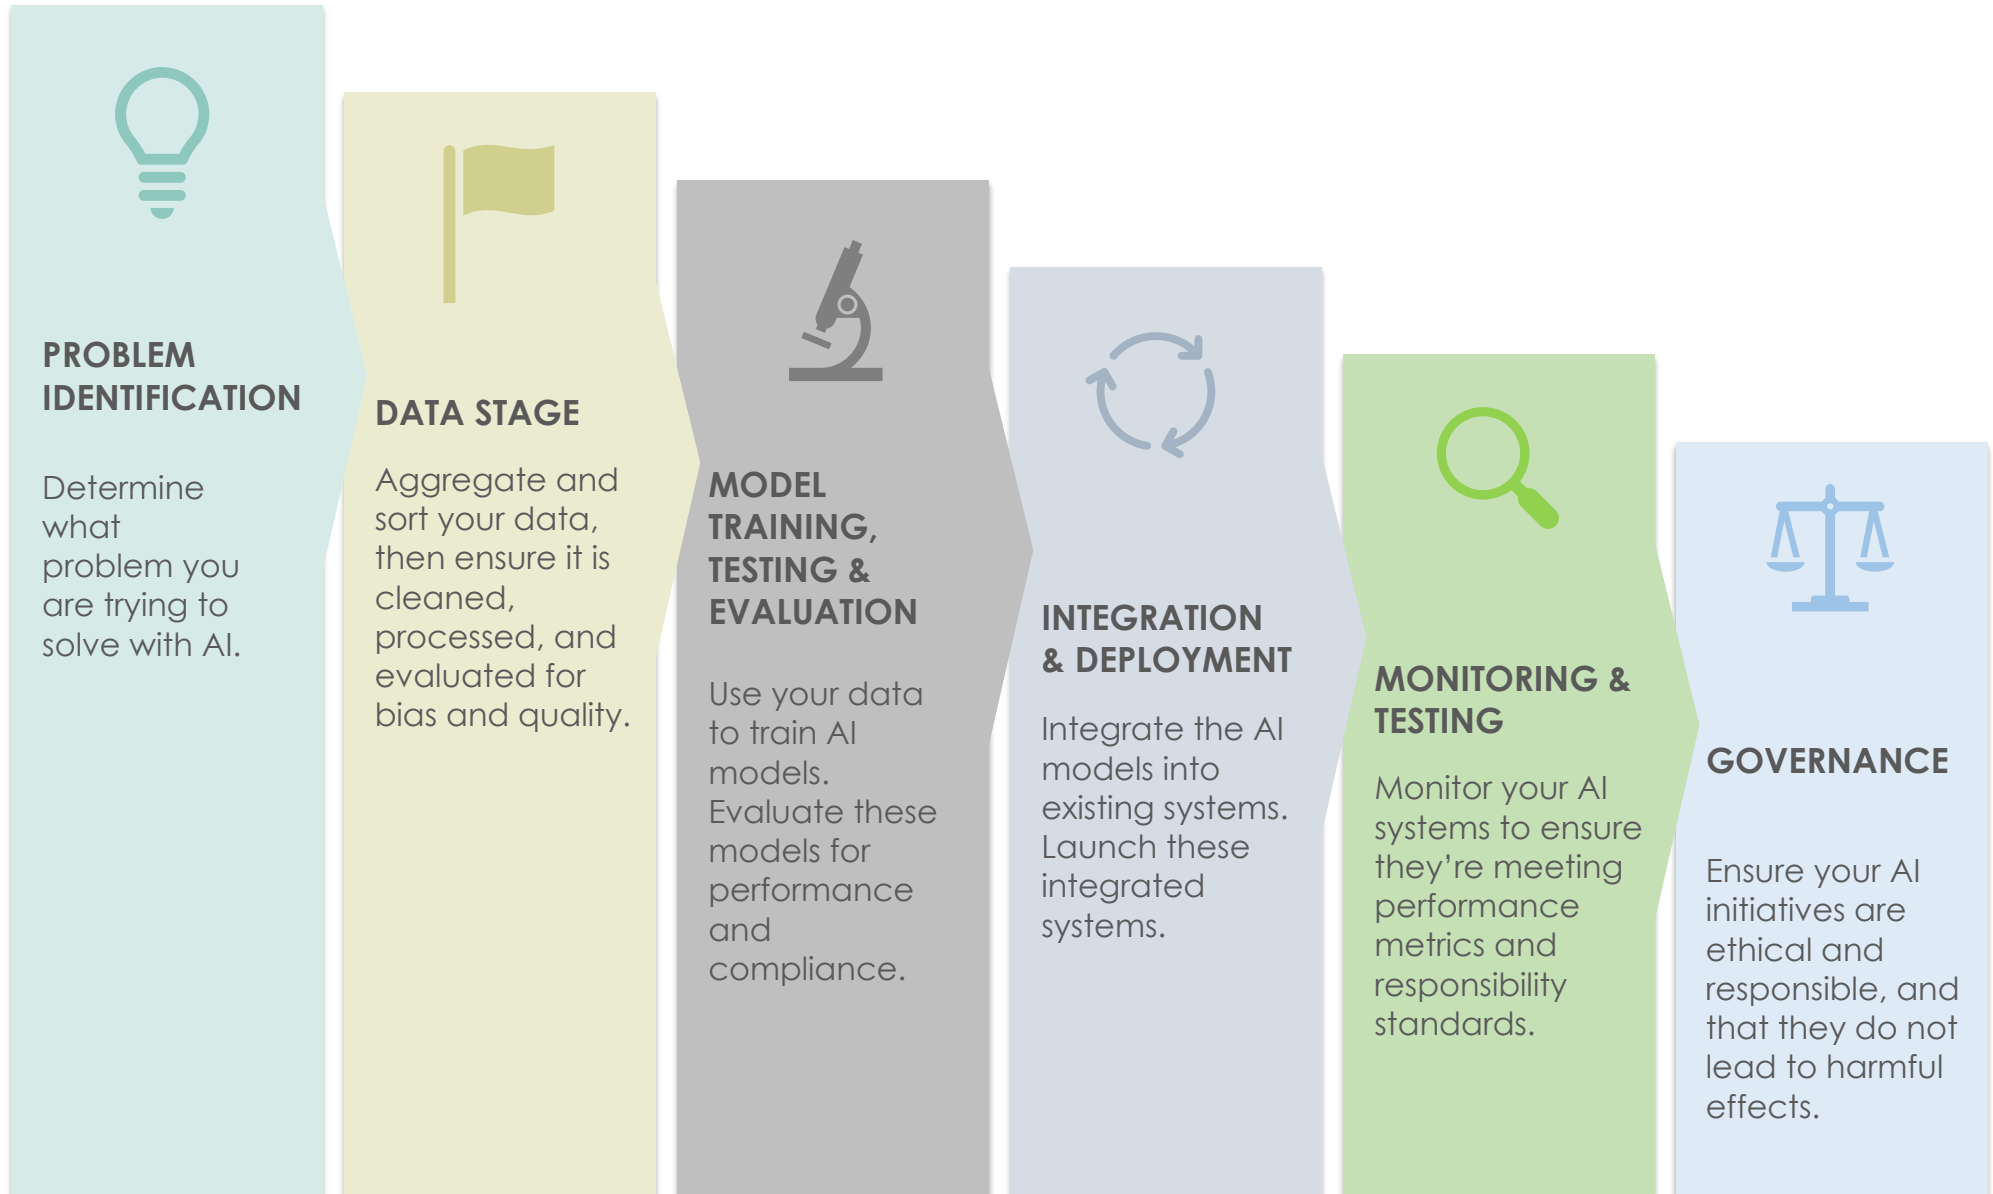 PROBLEM
IDENTIFICATION
Determine
what
problem you
are trying to
solve with AI.
DATA STAGE
Aggregate and
sort your data,
then ensure it is
cleaned,
processed, and
evaluated for
bias and quality.
MODEL
TRAINING,
TESTING &
EVALUATION
Use your data
to train AI
models.
Evaluate these
models for
performance
and
compliance.
INTEGRATION
& DEPLOYMENT
Integrate the AI
models into
existing systems.
Launch these
integrated
systems.
MONITORING &
TESTING
Monitor your AI
systems to ensure
they’re meeting
performance
metrics and
responsibility
standards.
GOVERNANCE
Ensure your AI
initiatives are
ethical and
responsible, and
that they do not
lead to harmful
effects.